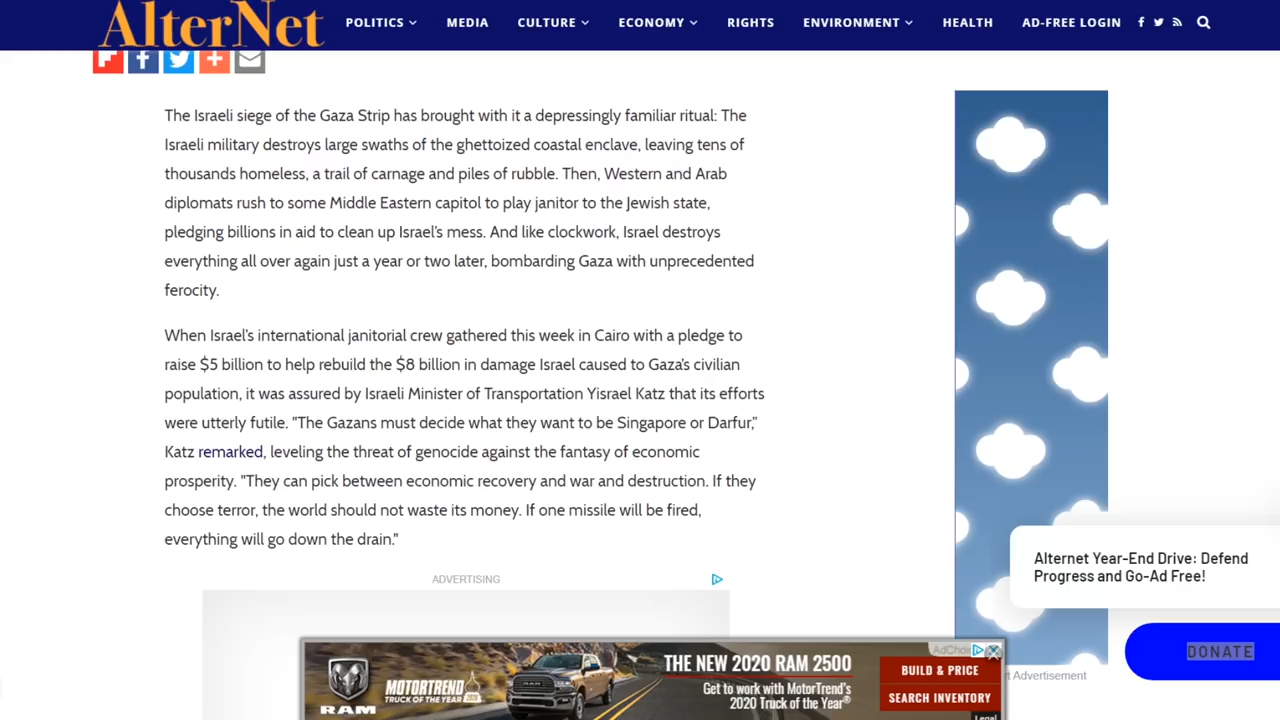 AlterNet
POLITICS MEDIA CULTURE ECONOMY RIGHTS ENVIRONMENT HEALTH AD-FREE LOGIN
The Israeli siege of the Gaza Strip has brought with it a depressingly familiar ritual: The
Israeli military destroys large swaths of the ghettoized coastal enclave, leaving tens of
thousands homeless, a trail of carnage and piles of rubble. Then, Western and Arab
diplomats rush to some Middle Eastern capitol to play janitor to the Jewish state,
pledging billions in aid to clean up Israel's mess. And like clockwork, Israel destroys
everything all over again just a year or two later, bombarding Gaza with unprecedented
ferocity.
When Israel's international janitorial crew gathered this week in Cairo with a pledge to
raise $5 billion to help rebuild the $8 billion in damage Israel caused to Gaza's civilian
population, it was assured by Israeli Minister of Transportation Yisrael Katz that its efforts
were utterly futile. "The Gazans must decide what they want to be Singapore or Darfur,"
Katz remarked, leveling the threat of genocide against the fantasy of economic
prosperity. "They can pick between economic recovery and war and destruction. If they
choose terror, the world should not waste its money. If one missile will be fired,
everything will go down the drain."
ADVERTISING
Alternet Year-End Drive: Defend
Progress and Go-Ad Free!
DONATE
rt Advertisement
AdChoi
RAM
MOTORTREND
TRUCK OF THE YEAR
THE NEW 2020 RAM 2500
Get to work with MotorTrend's
2020 Truck of the Year®
BUILD & PRICE
SEARCH INVENTORY
Legal